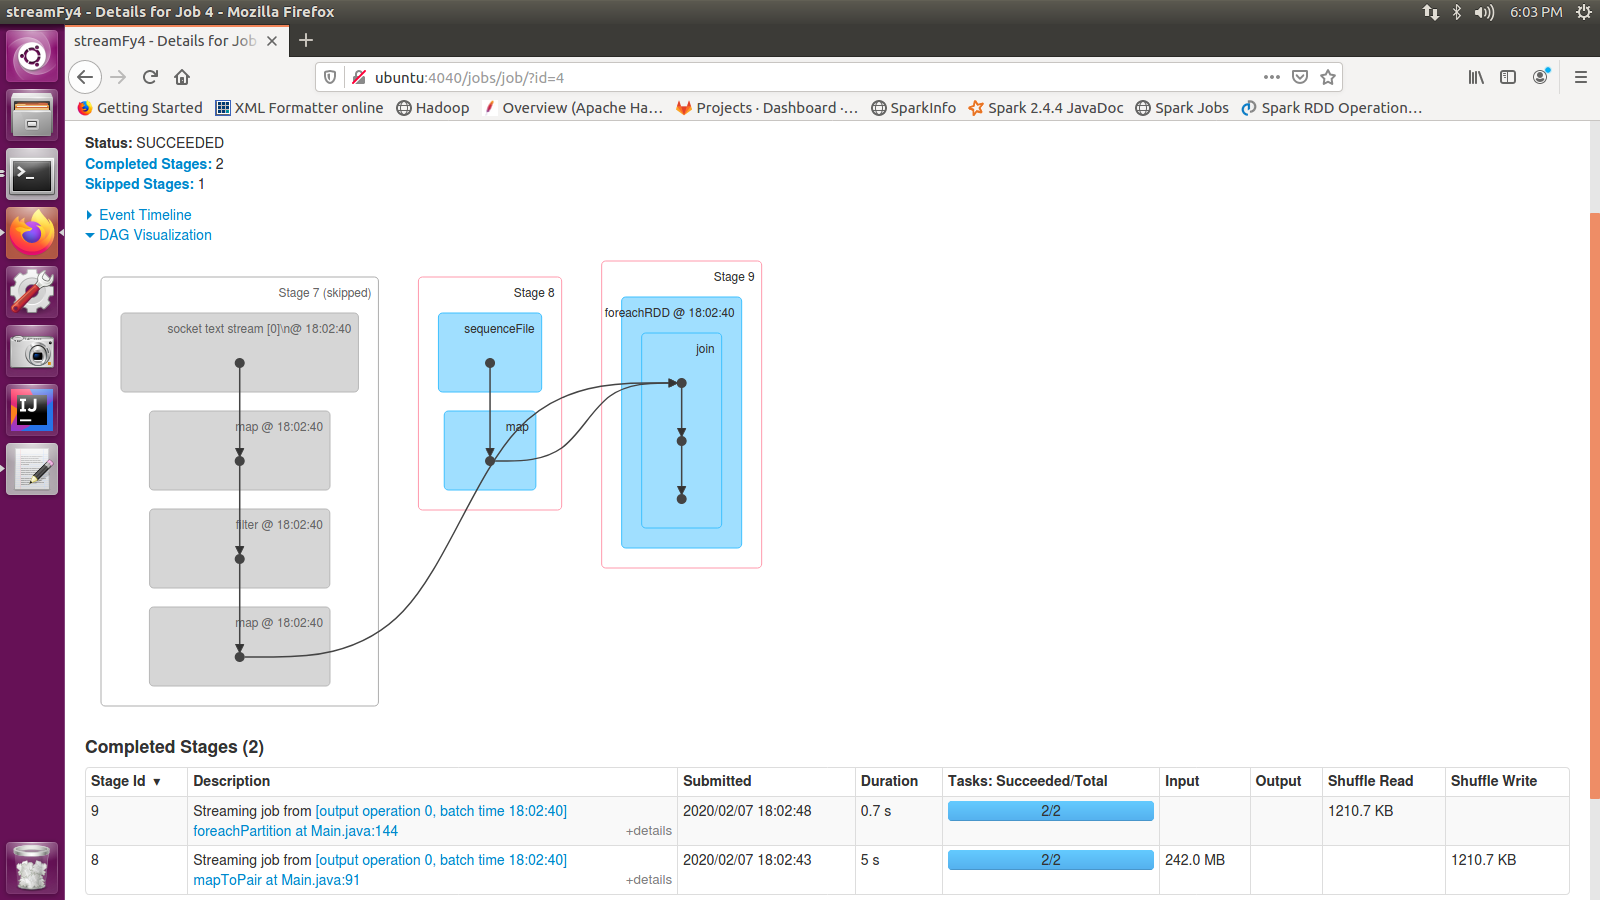 streamFy4 - Details for Job 4 - Mozilla Firefox
6:03 PM
streamFy4 - Details for Job
ubuntu:4040/jobs/job/?id=4
Getting Started
XML Formatter online
Hadoop
Overview (Apache Ha…
Projects · Dashboard ·…
SparkInfo
Spark 2.4.4 JavaDoc
Spark Jobs
Spark RDD Operation…
Status: SUCCEEDED
Completed Stages: 2
Skipped Stages: 1
Event Timeline
DAG Visualization
Stage 7 (skipped)
socket text stream [0]\n@ 18:02:40
map @ 18:02:40
filter @ 18:02:40
map @ 18:02:40
Stage 8
sequenceFile
map
Stage 9
foreachRDD @ 18:02:40
join
Completed Stages (2)
Stage Id ▼ Description Submitted Duration Tasks: Succeeded/Total Input Output Shuffle Read Shuffle Write
9 Streaming job from [output operation 0, batch time 18:02:40] 2020/02/07 18:02:48 0.7 s 2/2 1210.7 KB
foreachPartition at Main.java:144 +details
8 Streaming job from [output operation 0, batch time 18:02:40] 2020/02/07 18:02:43 5 s 2/2 242.0 MB 1210.7 KB
mapToPair at Main.java:91 +details
IJ